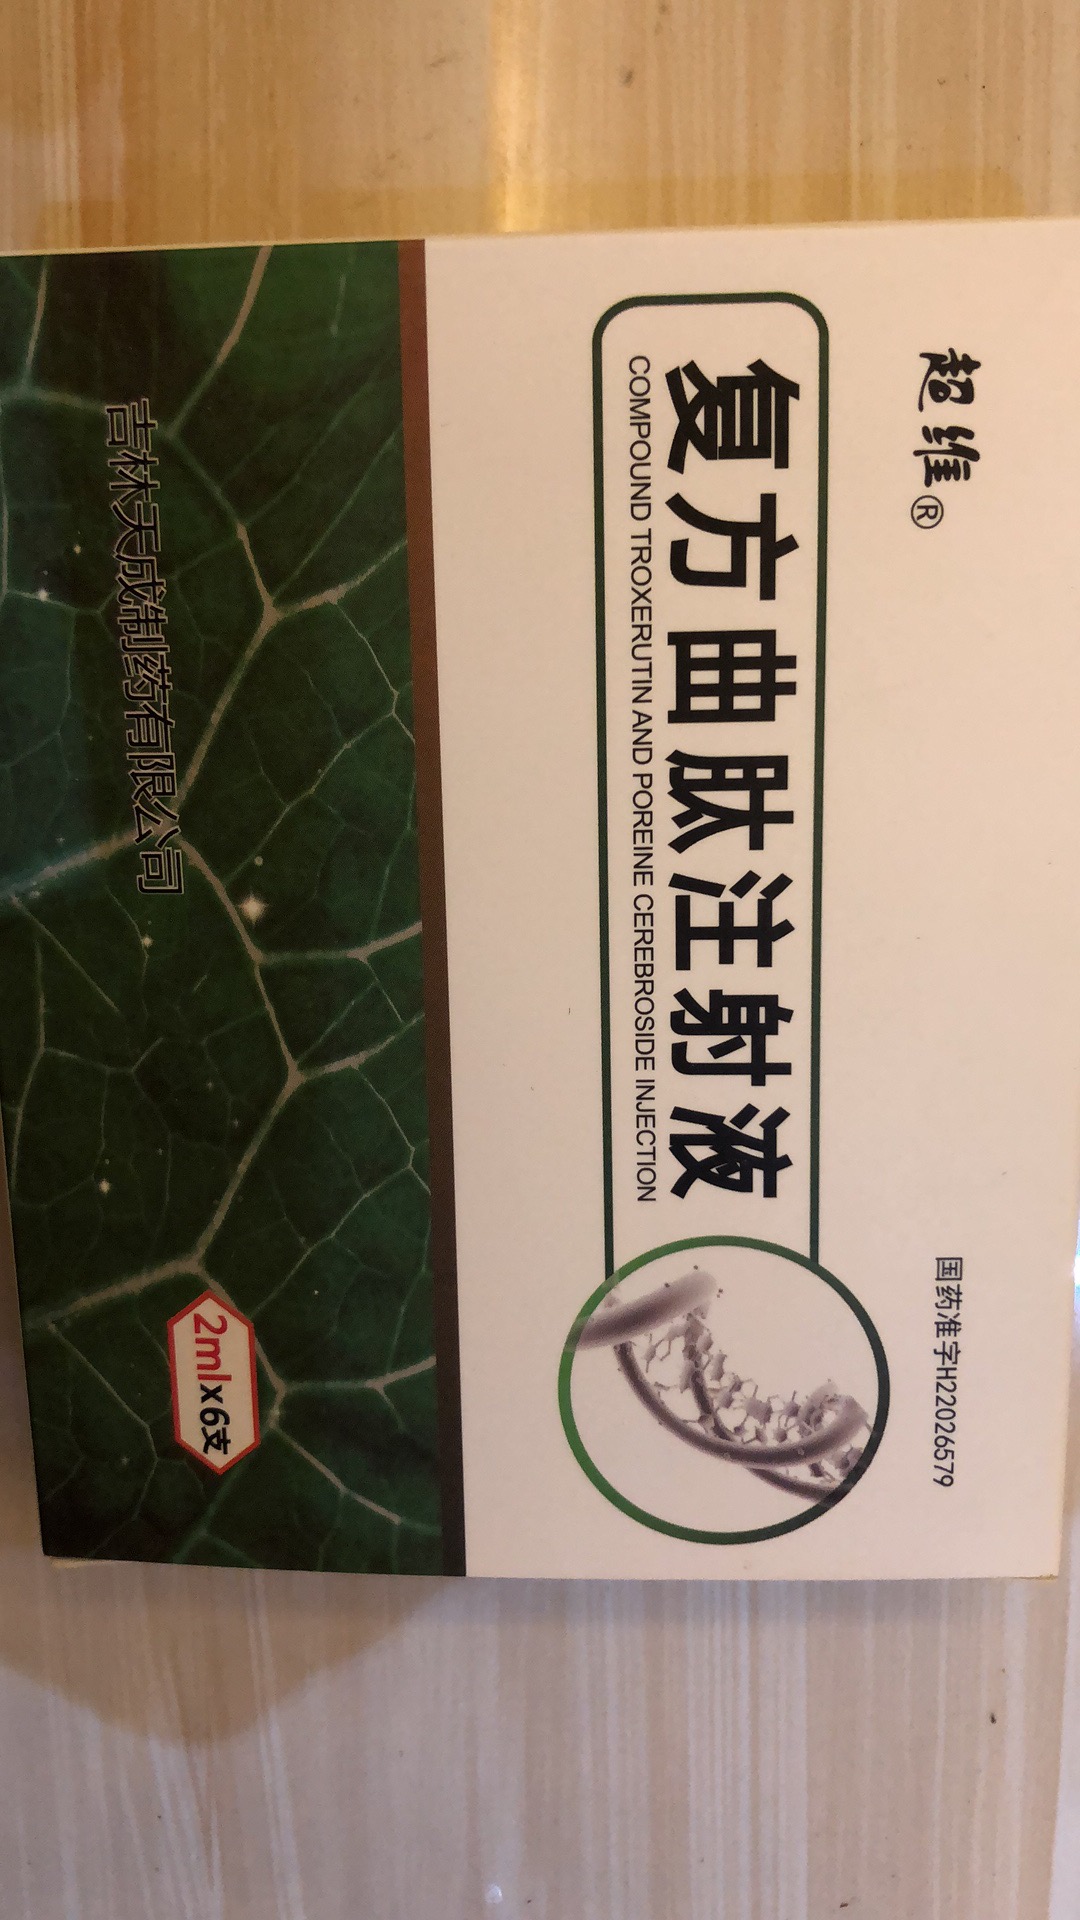 超维®
国药准字H22026579
复方曲肽注射液
COMPOUND TROXERUTIN AND POREINE CEREBROSIDE INJECTION
2ml×6支
吉林天成制药有限公司